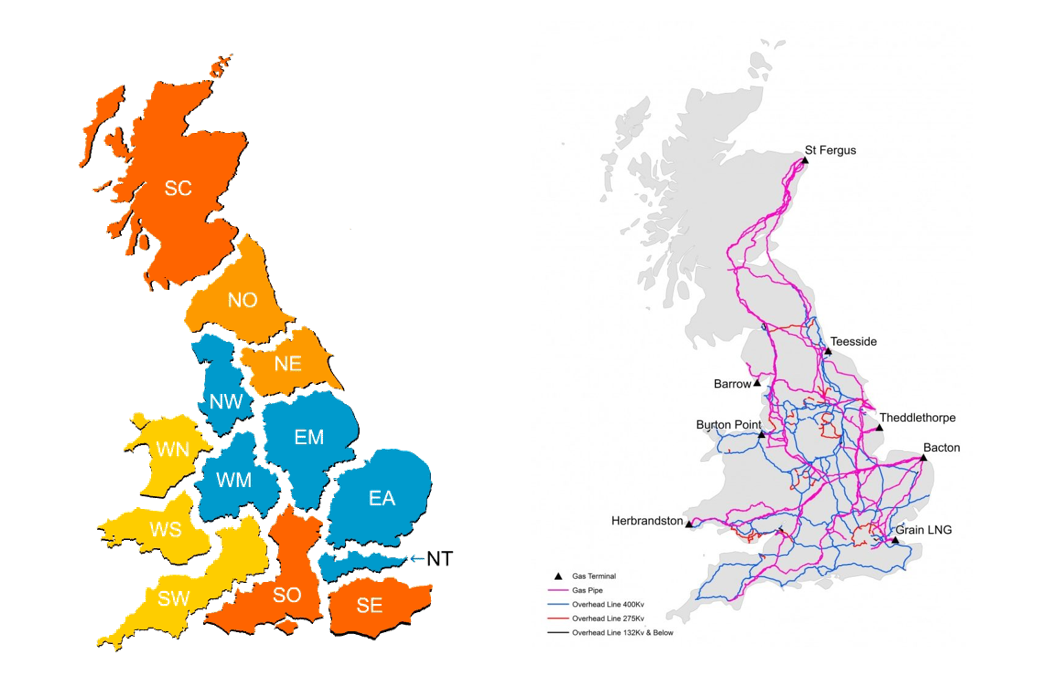 SC
NO
NE
NW
EM
WN
WM
EA
WS
←NT
SW
SO
SE
St Fergus
Teesside
Barrow
Theddlethorpe
Burton Point
Bacton
Herbrandston
Grain LNG
Gas Terminal
Gas Pipe
Overhead Line 400Kv
Overhead Line 275Kv
Overhead Line 132Kv & Below